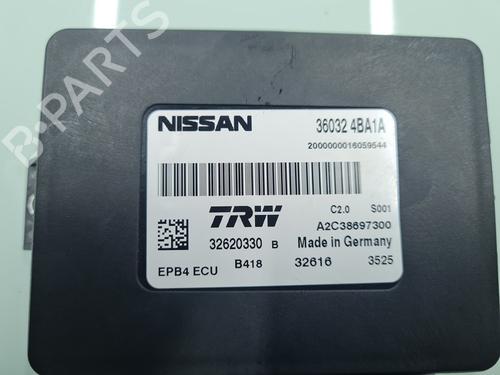 B-PARTS
NISSAN 36032 4BA1A
2000000016059544
C2.0 S001
TRW A2C38697300
32620330 B Made in Germany
EPB4 ECU B418 32616 3525